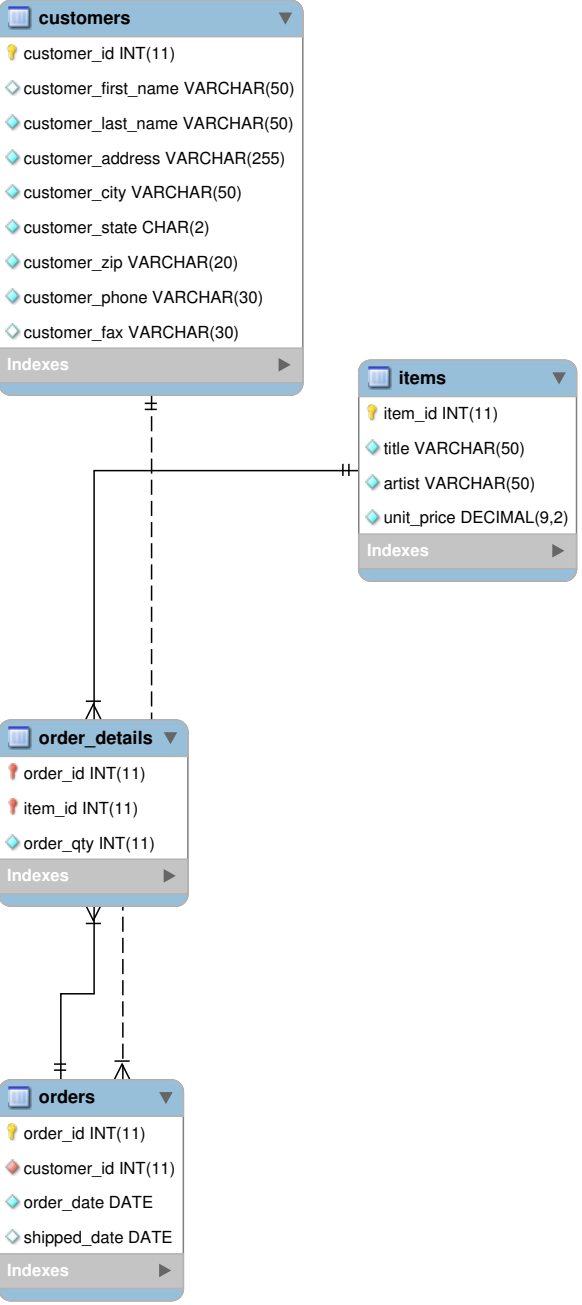 customers
customer_id INT(11)
customer_first_name VARCHAR(50)
customer_last_name VARCHAR(50)
customer_address VARCHAR(255)
customer_city VARCHAR(50)
customer_state CHAR(2)
customer_zip VARCHAR(20)
customer_phone VARCHAR(30)
customer_fax VARCHAR(30)
Indexes
items
item_id INT(11)
title VARCHAR(50)
artist VARCHAR(50)
unit_price DECIMAL(9,2)
Indexes
order_details
order_id INT(11)
item_id INT(11)
order_qty INT(11)
Indexes
orders
order_id INT(11)
customer_id INT(11)
order_date DATE
shipped_date DATE
Indexes